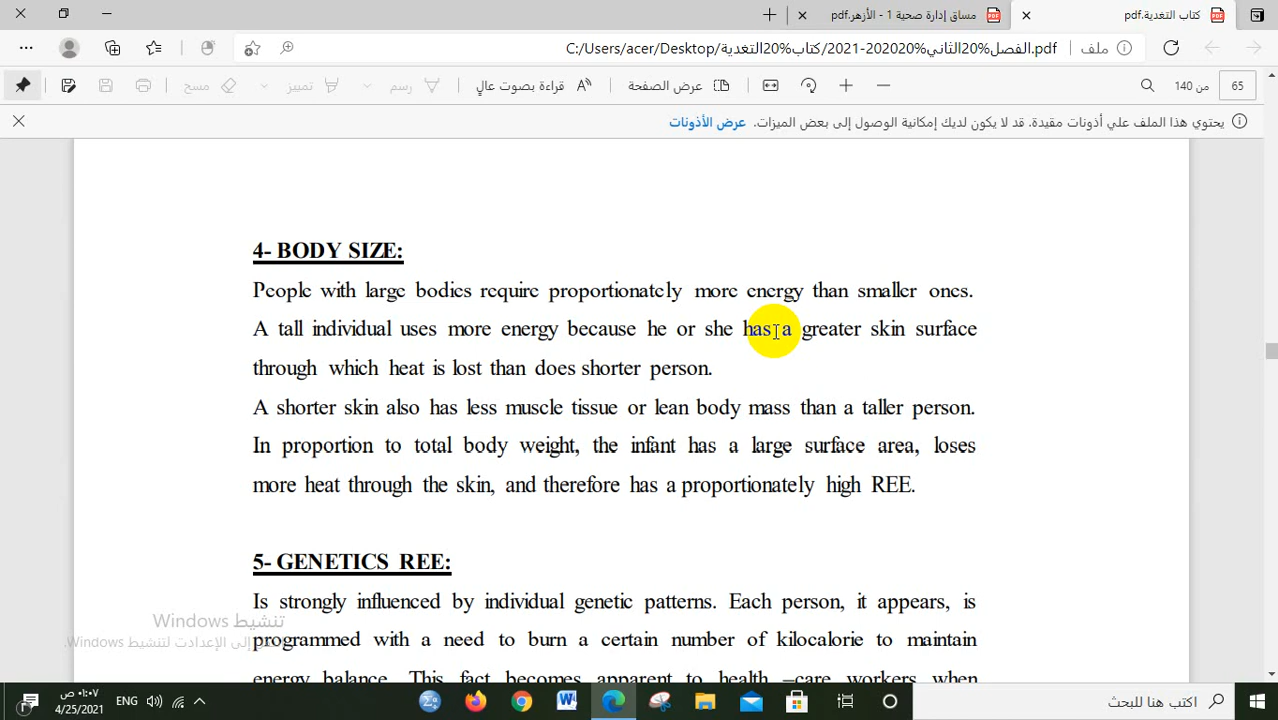 كتاب التغدية.pdf
مساق إدارة صحية 1 - الأزهر.pdf
ملف
C:/Users/acer/Desktop/كتاب%20التغدية/2021-2020%20الفصل%20الثاني.pdf
65
من 140
عرض الصفحة
قراءة بصوت عالٍ
رسم
تمييز
مسح
يحتوي هذا الملف علي أذونات مقيدة. قد لا يكون لديك إمكانية الوصول إلى بعض الميزات. عرض الأذونات
4- BODY SIZE:
People with large bodies require proportionately more energy than smaller ones.
A tall individual uses more energy because he or she has a greater skin surface
through which heat is lost than does shorter person.
A shorter skin also has less muscle tissue or lean body mass than a taller person.
In proportion to total body weight, the infant has a large surface area, loses
more heat through the skin, and therefore has a proportionately high REE.
5- GENETICS REE:
Is strongly influenced by individual genetic patterns. Each person, it appears, is
programmed with a need to burn a certain number of kilocalorie to maintain
energy balance. This fact becomes apparent to health –care workers when
تنشيط Windows
إلى الإعدادت لتنشيط Windows.
اكتب هنا للبحث
ENG
١:٠٧ ص
4/25/2021